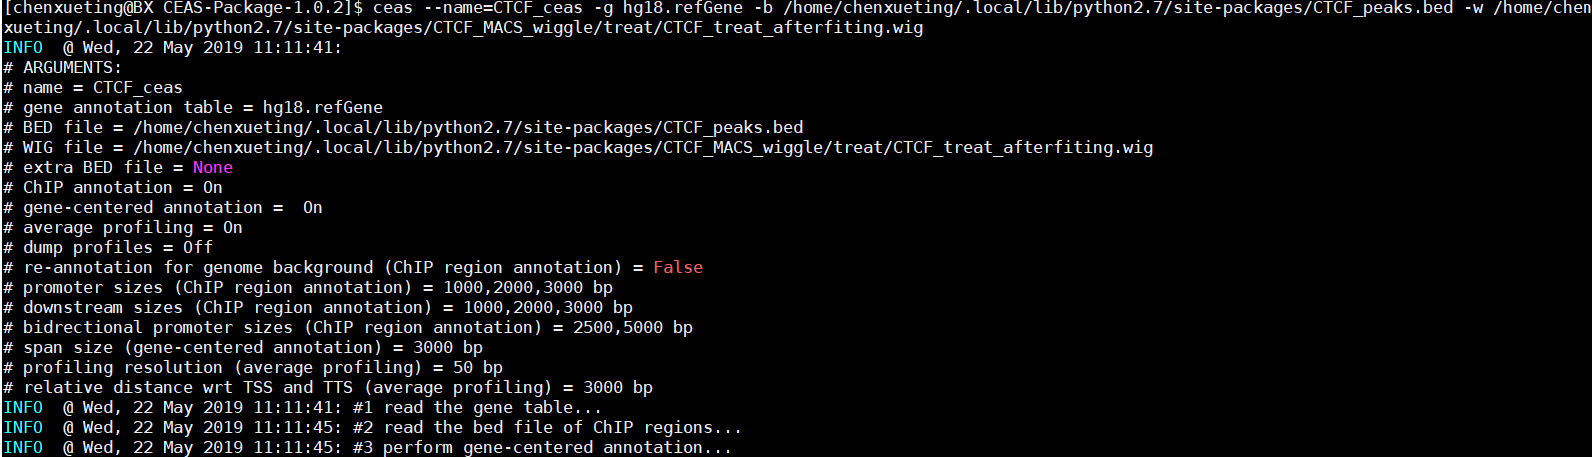 [chenxueting@BX CEAS-Package-1.0.2]$ ceas --name=CTCF_ceas -g hg18.refGene -b /home/chenxueting/.local/lib/python2.7/site-packages/CTCF_peaks.bed -w /home/chen
xueting/.local/lib/python2.7/site-packages/CTCF_MACS_wiggle/treat/CTCF_treat_afterfiting.wig
INFO  @ Wed, 22 May 2019 11:11:41:
# ARGUMENTS:
# name = CTCF_ceas
# gene annotation table = hg18.refGene
# BED file = /home/chenxueting/.local/lib/python2.7/site-packages/CTCF_peaks.bed
# WIG file = /home/chenxueting/.local/lib/python2.7/site-packages/CTCF_MACS_wiggle/treat/CTCF_treat_afterfiting.wig
# extra BED file = None
# ChIP annotation = On
# gene-centered annotation =  On
# average profiling = On
# dump profiles = Off
# re-annotation for genome background (ChIP region annotation) = False
# promoter sizes (ChIP region annotation) = 1000,2000,3000 bp
# downstream sizes (ChIP region annotation) = 1000,2000,3000 bp
# bidrectional promoter sizes (ChIP region annotation) = 2500,5000 bp
# span size (gene-centered annotation) = 3000 bp
# profiling resolution (average profiling) = 50 bp
# relative distance wrt TSS and TTS (average profiling) = 3000 bp
INFO  @ Wed, 22 May 2019 11:11:41: #1 read the gene table...
INFO  @ Wed, 22 May 2019 11:11:45: #2 read the bed file of ChIP regions...
INFO  @ Wed, 22 May 2019 11:11:45: #3 perform gene-centered annotation...